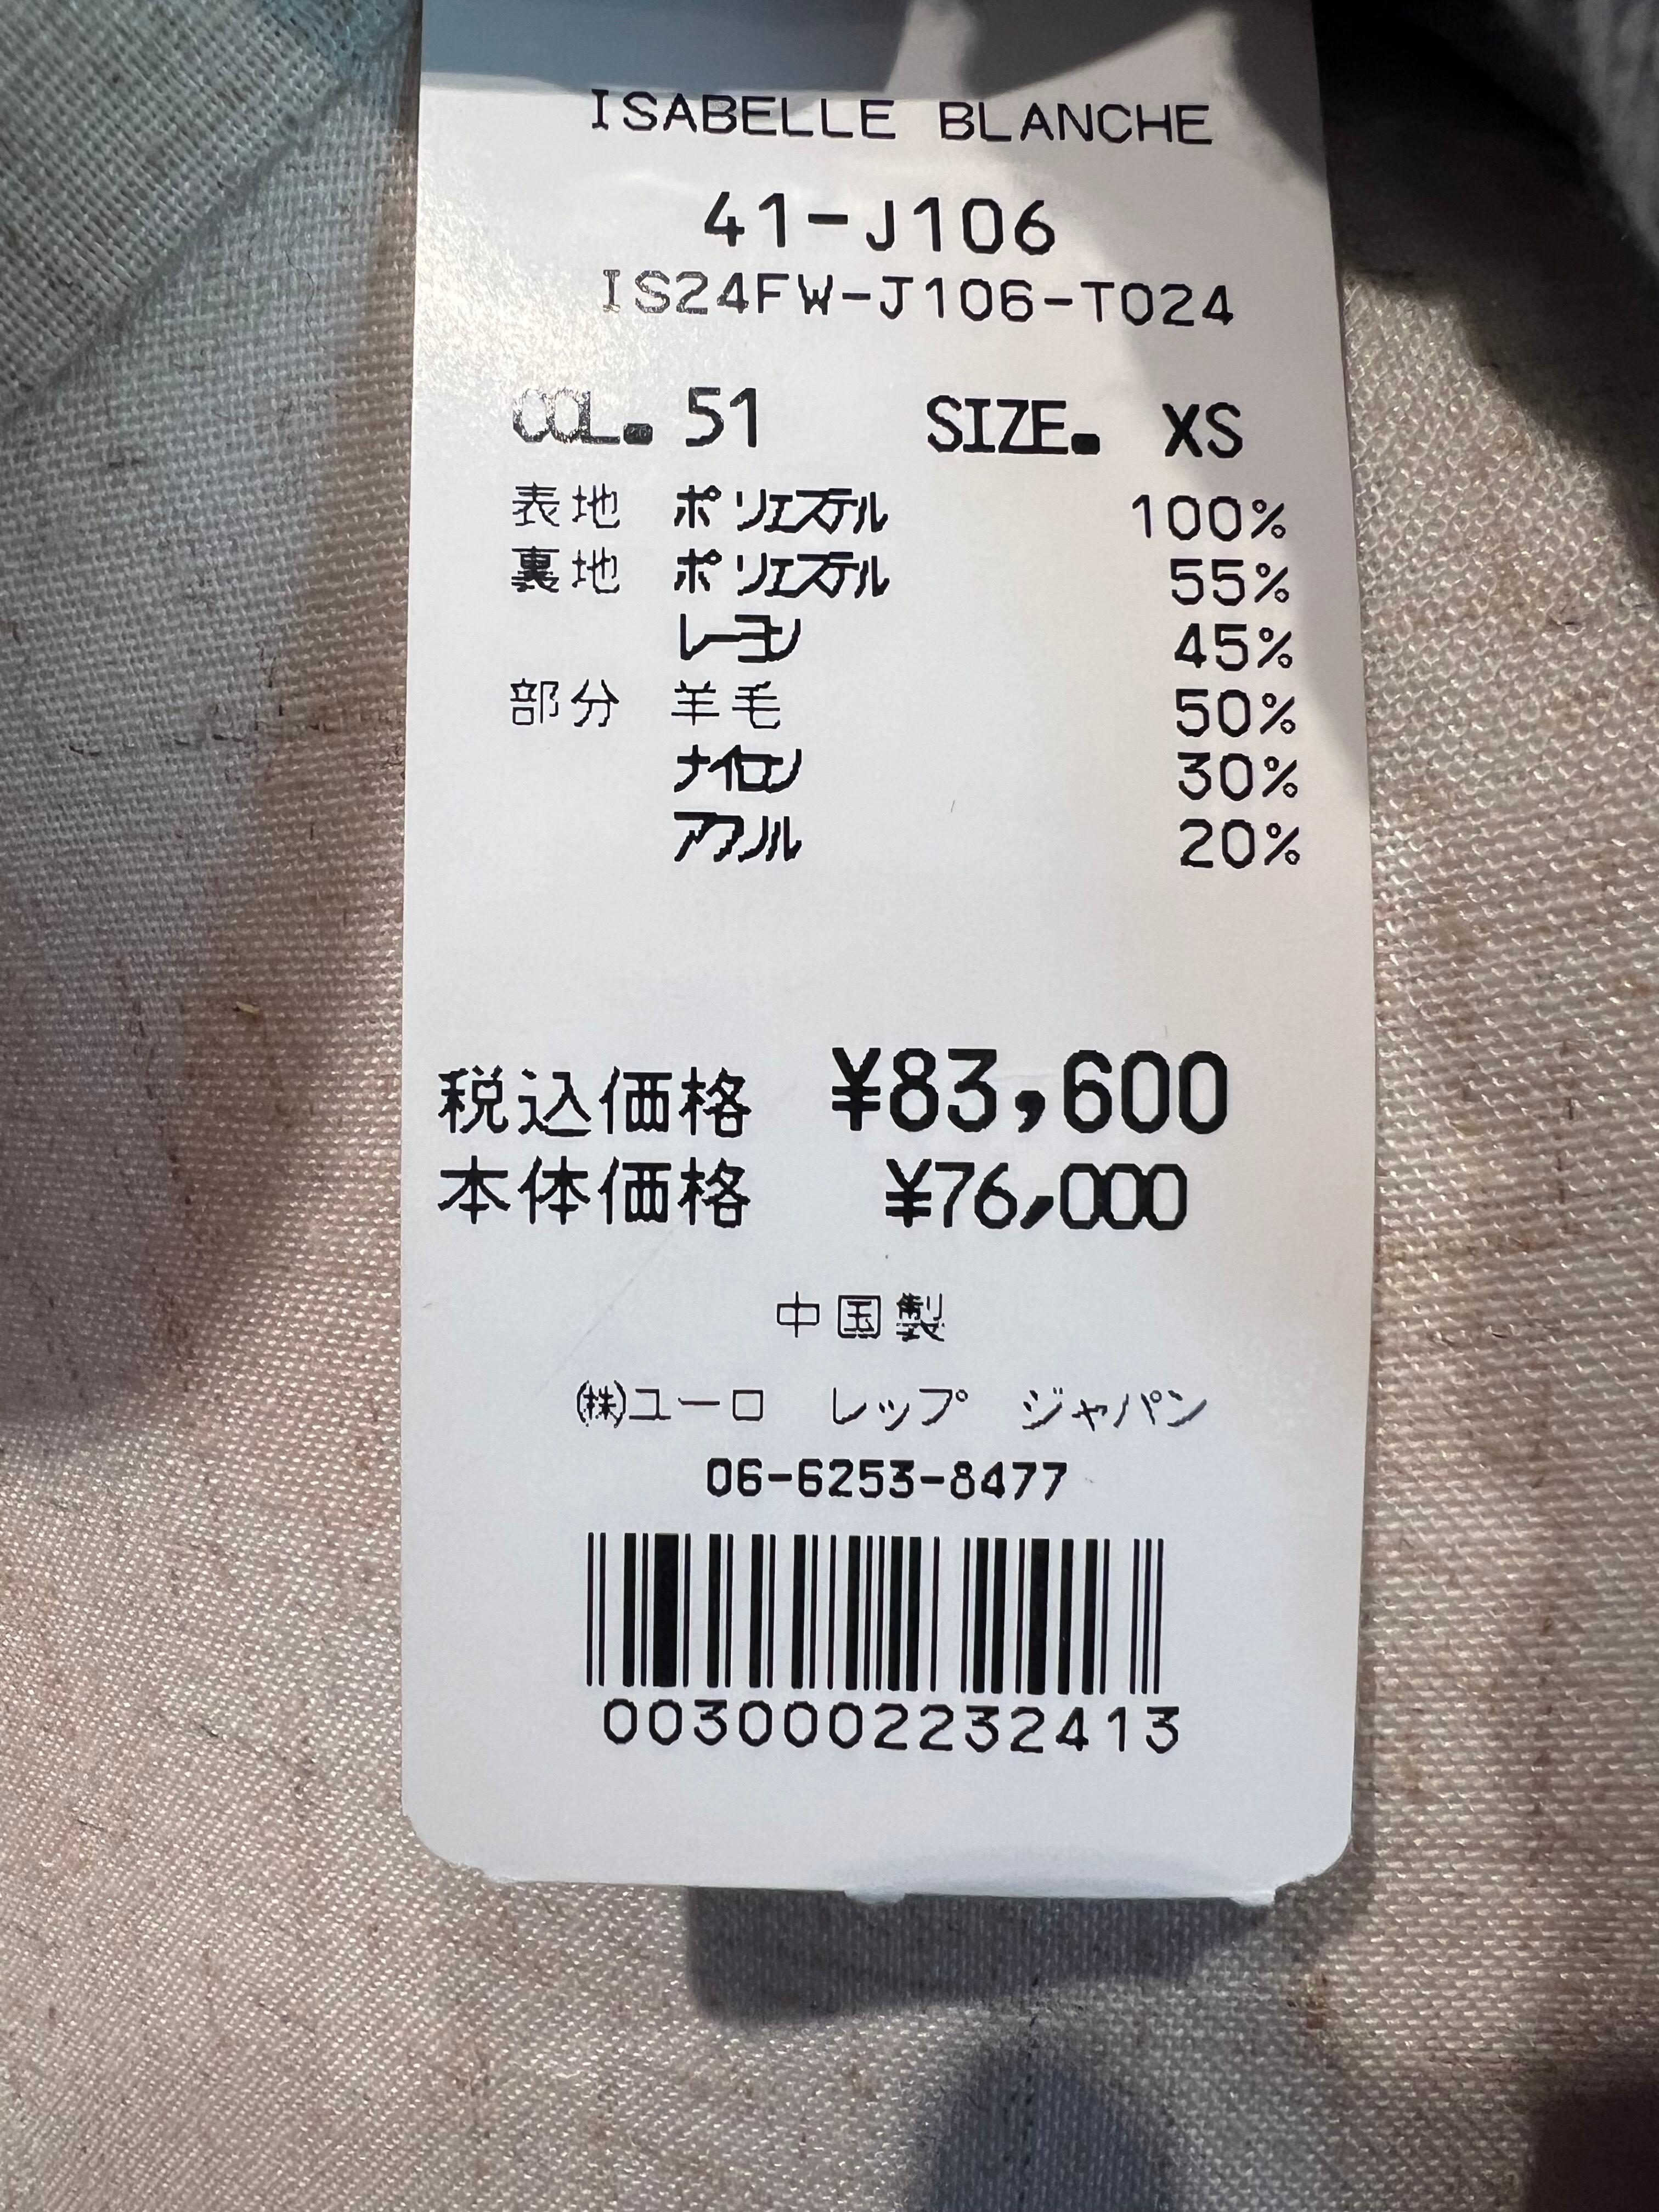 ISABELLE BLANCHE
41-J106
IS24FW-J106-T024
COL. 51 SIZE. XS
表地 ポリエステル 100%
裏地 ポリエステル 55%
レーヨン 45%
部分 羊毛 50%
ナイロン 30%
アクリル 20%
税込価格 ¥83,600
本体価格 ¥76,000
中国製
㈱ユーロ レップ ジャパン
06-6253-8477
0030002232413